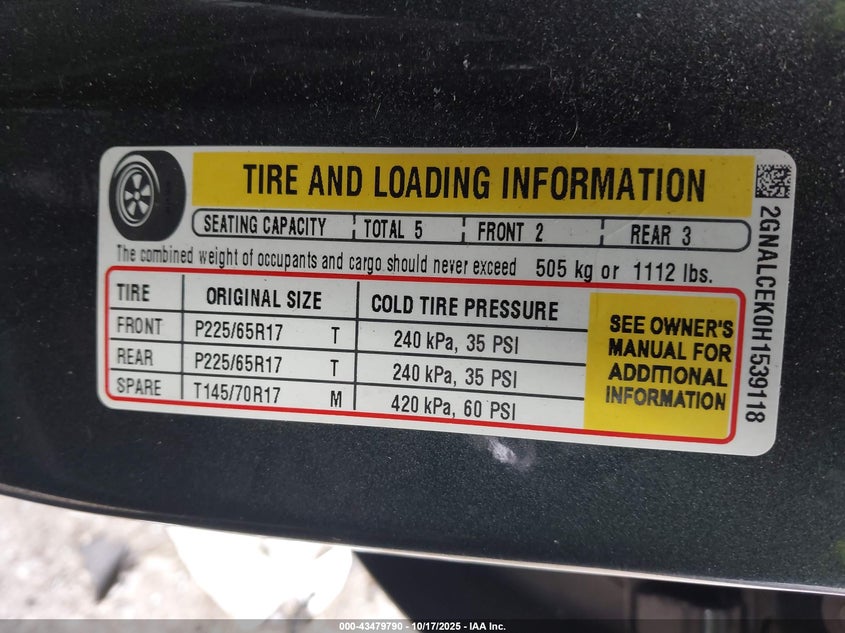 TIRE AND LOADING INFORMATION
SEATING CAPACITY TOTAL 5 FRONT 2 REAR 3
The combined weight of occupants and cargo should never exceed 505 kg or 1112 lbs.
TIRE ORIGINAL SIZE COLD TIRE PRESSURE
FRONT P225/65R17 T 240 kPa, 35 PSI
REAR P225/65R17 T 240 kPa, 35 PSI
SPARE T145/70R17 M 420 kPa, 60 PSI
SEE OWNER'S
MANUAL FOR
ADDITIONAL
INFORMATION
2GNALCEK0H1539118
000-43479790 - 10/17/2025 - IAA Inc.